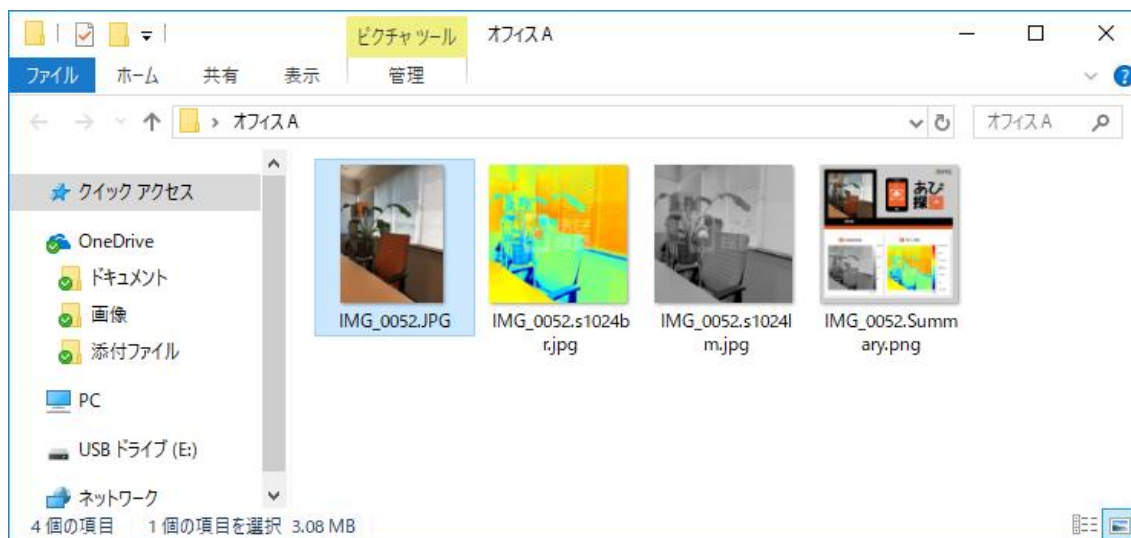 ピクチャ ツール
オフィス A
ファイル
ホーム
共有
表示
管理
オフィス A
オフィス A
クイック アクセス
OneDrive
ドキュメント
画像
添付ファイル
PC
USB ドライブ (E:)
ネットワーク
IMG_0052.JPG
IMG_0052.s1024b
r.jpg
IMG_0052.s1024l
m.jpg
あぴ
探
IMG_0052.Summ
ary.png
4 個の項目
1 個の項目を選択 3.08 MB